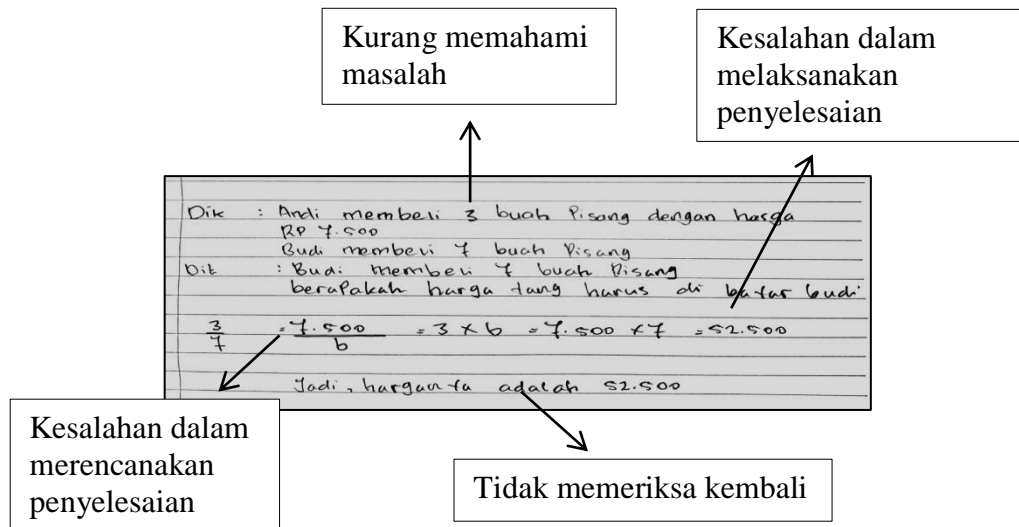 Kurang memahami
masalah
Kesalahan dalam
melaksanakan
penyelesaian
Dik : Andi membeli 3 buah Pisang dengan harga
RP 7.500
Budi membeli 7 buah Pisang
Dit : Budi membeli 7 buah Pisang
beraPakah harga yang harus di bayar budi
3/7 = 7.500/b = 3 x b = 7.500 x 7 = 52.500
Jadi, harganya adalah 52.500
Kesalahan dalam
merencanakan
penyelesaian
Tidak memeriksa kembali